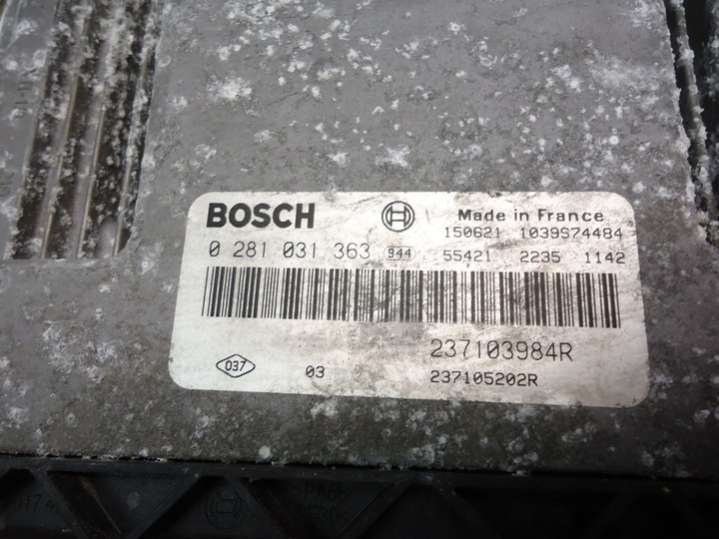 BOSCH
Made in France
150621 1039S74484
0 281 031 363 944 55421 2235 1142
237103984R
037 03 237105202R